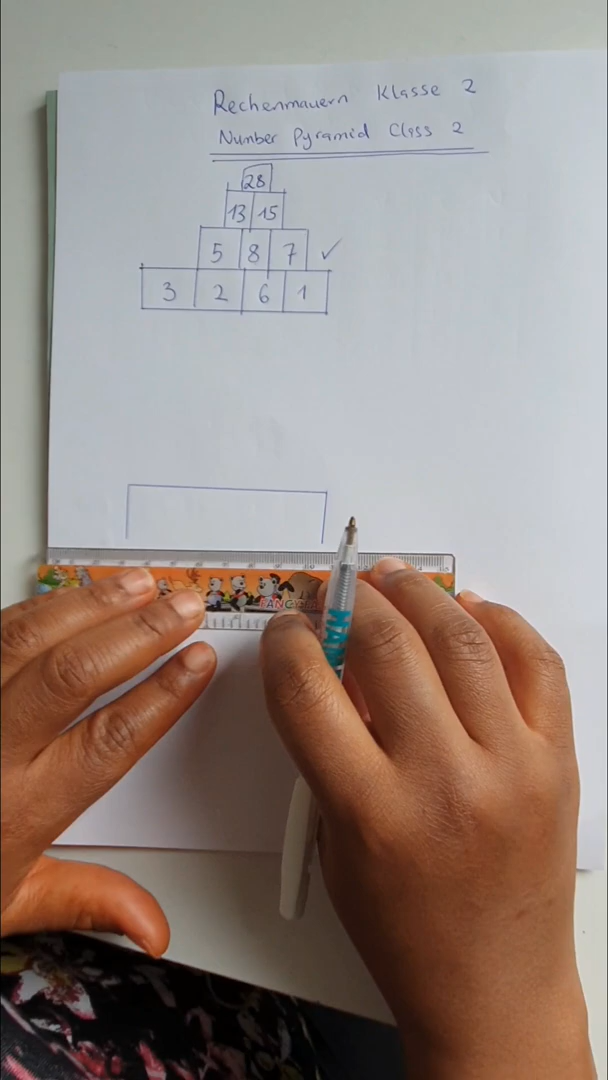 Rechenmauern Klasse 2
Number Pyramid Class 2
28
13 15
5 8 7 ✓
3 2 6 1